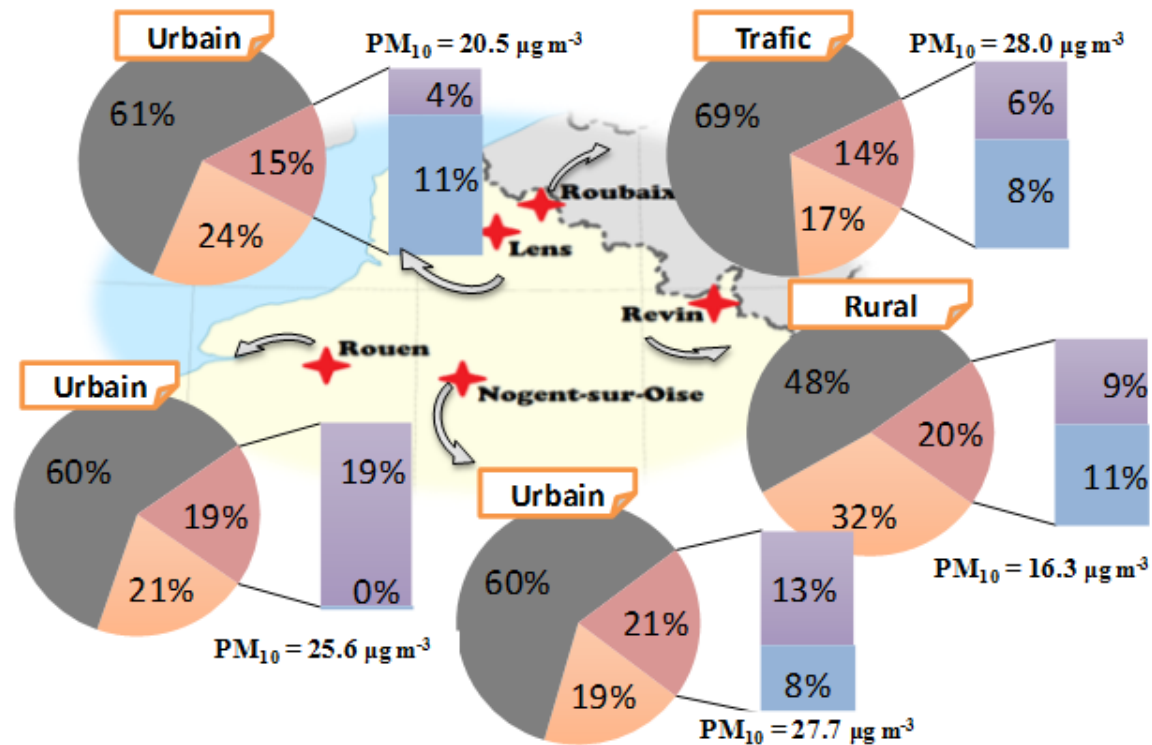 Urbain
PM10 = 20.5 µg m-3
61%
15%
24%
4%
11%
Trafic
PM10 = 28.0 µg m-3
69%
14%
17%
6%
8%
Roubaix
Lens
Revin
Rouen
Nogent-sur-Oise
Rural
48%
20%
32%
9%
11%
PM10 = 16.3 µg m-3
Urbain
60%
19%
21%
19%
0%
PM10 = 25.6 µg m-3
Urbain
60%
21%
19%
13%
8%
PM10 = 27.7 µg m-3